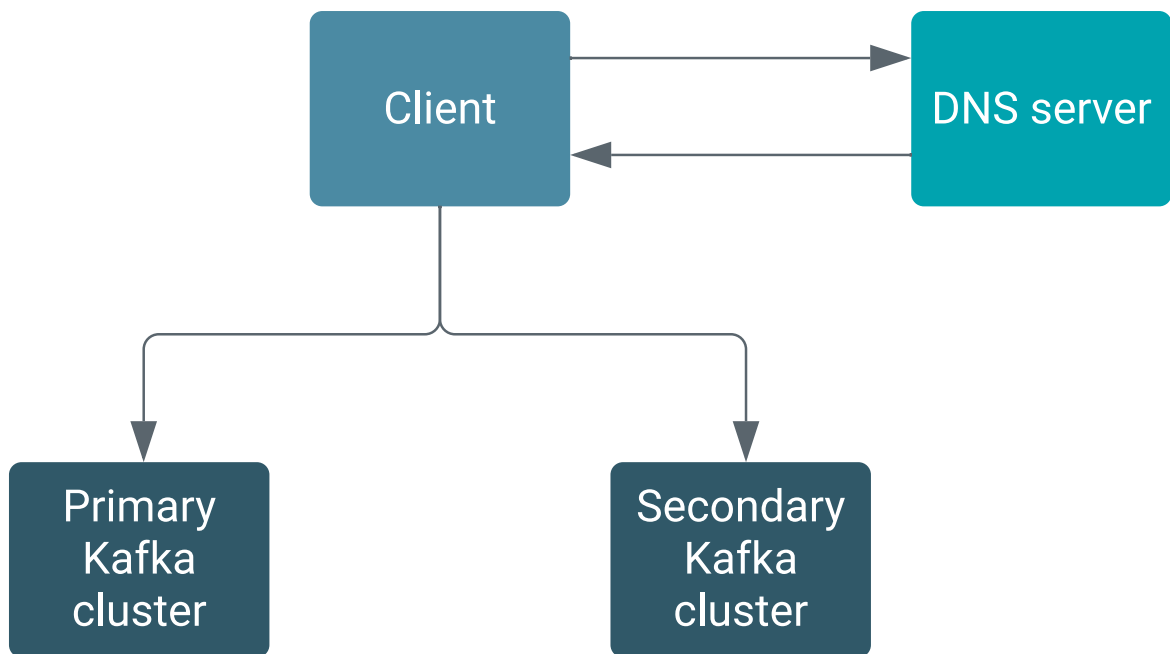 Client
DNS server
Primary
Kafka
cluster
Secondary
Kafka
cluster